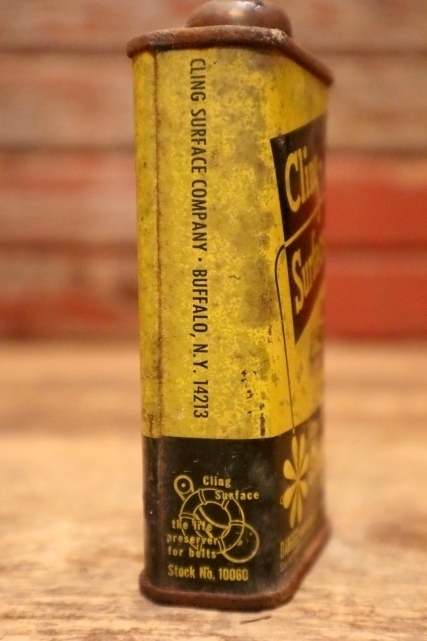 CLING SURFACE COMPANY · BUFFALO, N.Y. 14213
Cling
Surface
the life
preserver
for belts
Stock No. 10060